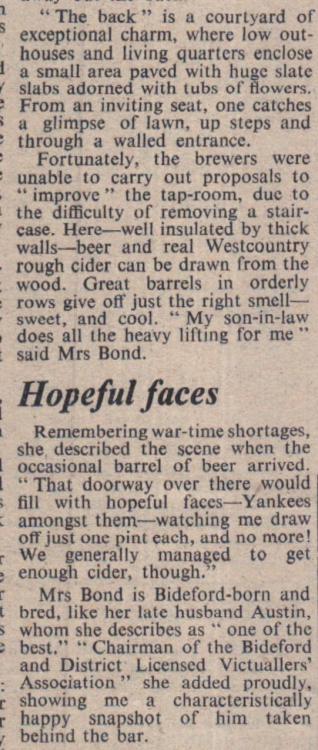 “ The back ” is a courtyard of
exceptional charm, where low out-
houses and living quarters enclose
a small area paved with huge slate
slabs adorned with tubs of flowers.
From an inviting seat, one catches
a glimpse of lawn, up steps and
through a walled entrance.
Fortunately, the brewers were
unable to carry out proposals to
“ improve ” the tap-room, due to
the difficulty of removing a stair-
case. Here—well insulated by thick
walls—beer and real Westcountry
rough cider can be drawn from the
wood. Great barrels in orderly
rows give off just the right smell—
sweet, and cool. “ My son-in-law
does all the heavy lifting for me ”
said Mrs Bond.
Hopeful faces
Remembering war-time shortages,
she described the scene when the
occasional barrel of beer arrived.
“ That doorway over there would
fill with hopeful faces—Yankees
amongst them—watching me draw
off just one pint each, and no more!
We generally managed to get
enough cider, though.”
Mrs Bond is Bideford-born and
bred, like her late husband Austin,
whom she describes as “ one of the
best.” “ Chairman of the Bideford
and District Licensed Victuallers’
Association ” she added proudly,
showing me a characteristically
happy snapshot of him taken
behind the bar.